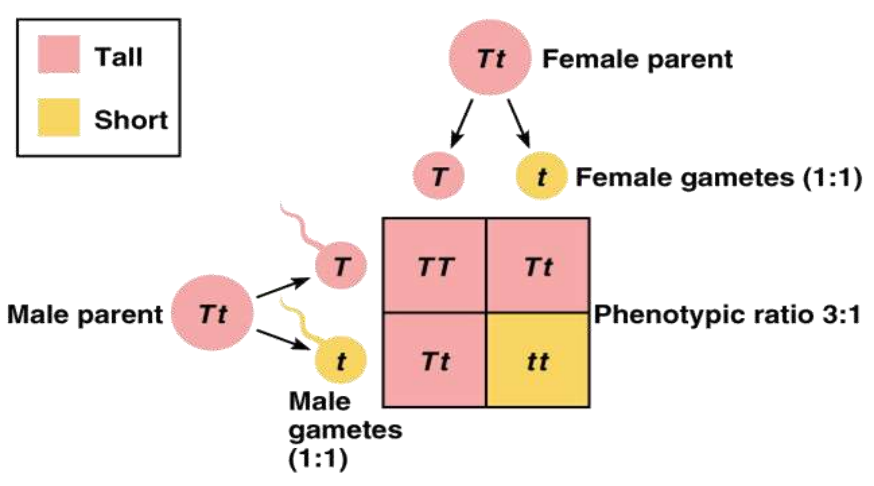 Tall
Short
Tt
Female parent
T
t
Female gametes (1:1)
T
TT
Tt
Male parent
Tt
Phenotypic ratio 3:1
t
Tt
tt
Male
gametes
(1:1)